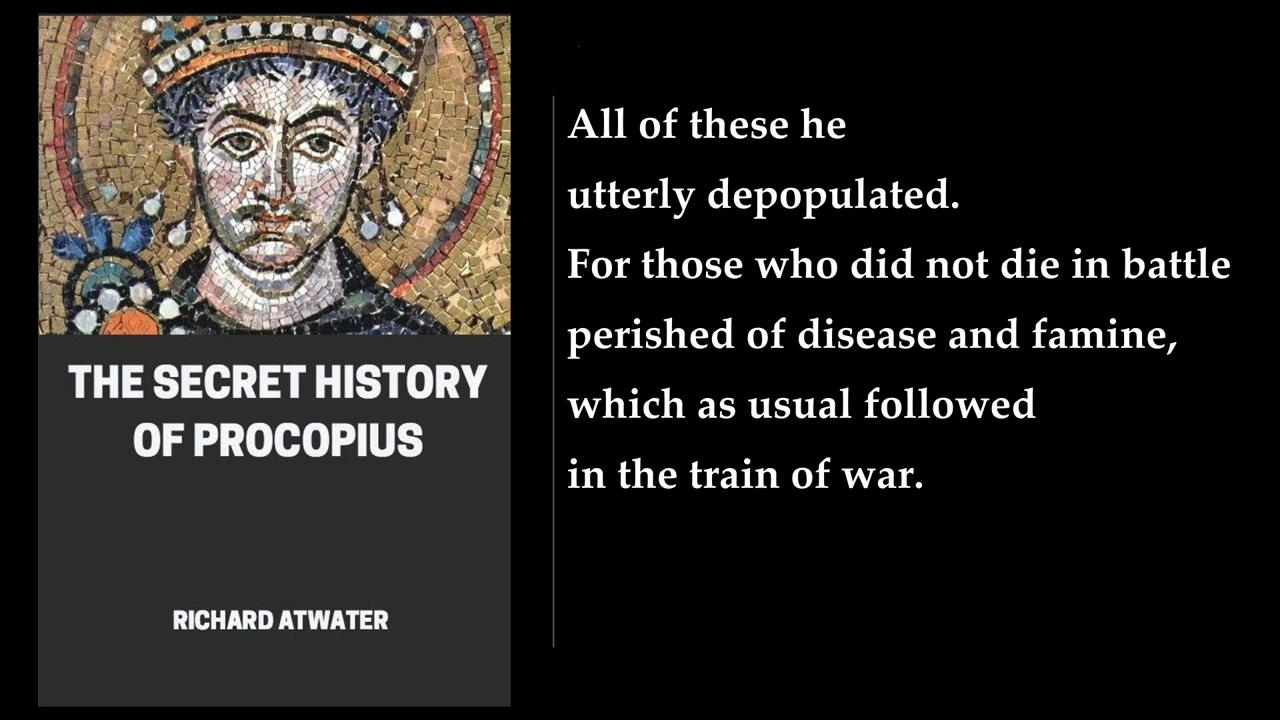 THE SECRET HISTORY
OF PROCOPIUS
RICHARD ATWATER
All of these he
utterly depopulated.
For those who did not die in battle
perished of disease and famine,
which as usual followed
in the train of war.